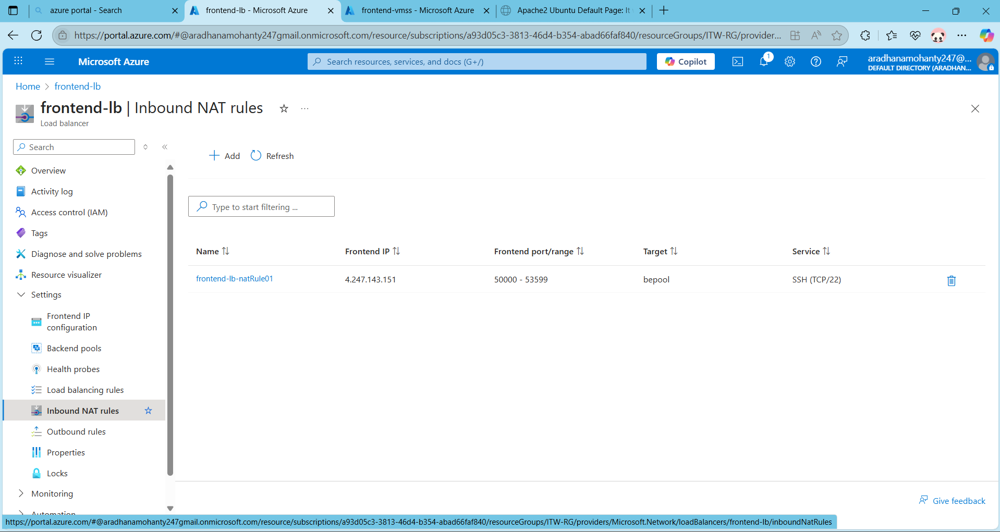 azure portal - Search
frontend-lb - Microsoft Azure
frontend-vmss - Microsoft Azure
Apache2 Ubuntu Default Page: It
https://portal.azure.com/#@aradhanamohanty247gmail.onmicrosoft.com/resource/subscriptions/a93d05c3-3813-46d4-b354-abad66faf840/resourceGroups/ITW-RG/provider...
Microsoft Azure
Search resources, services, and docs (G+/)
Copilot
1
aradhanamohanty247@...
DEFAULT DIRECTORY (ARADHAN...
Home > frontend-lb
frontend-lb | Inbound NAT rules
Load balancer
Search
Add
Refresh
Overview
Activity log
Access control (IAM)
Tags
Diagnose and solve problems
Resource visualizer
Settings
Frontend IP
configuration
Backend pools
Health probes
Load balancing rules
Inbound NAT rules
Outbound rules
Properties
Locks
Monitoring
Automation
Type to start filtering ...
Name Frontend IP Frontend port/range Target Service
frontend-lb-natRule01 4.247.143.151 50000 - 53599 bepool SSH (TCP/22)
Give feedback
https://portal.azure.com/#@aradhanamohanty247gmail.onmicrosoft.com/resource/subscriptions/a93d05c3-3813-46d4-b354-abad66faf840/resourceGroups/ITW-RG/providers/Microsoft.Network/loadBalancers/frontend-lb/inboundNatRules